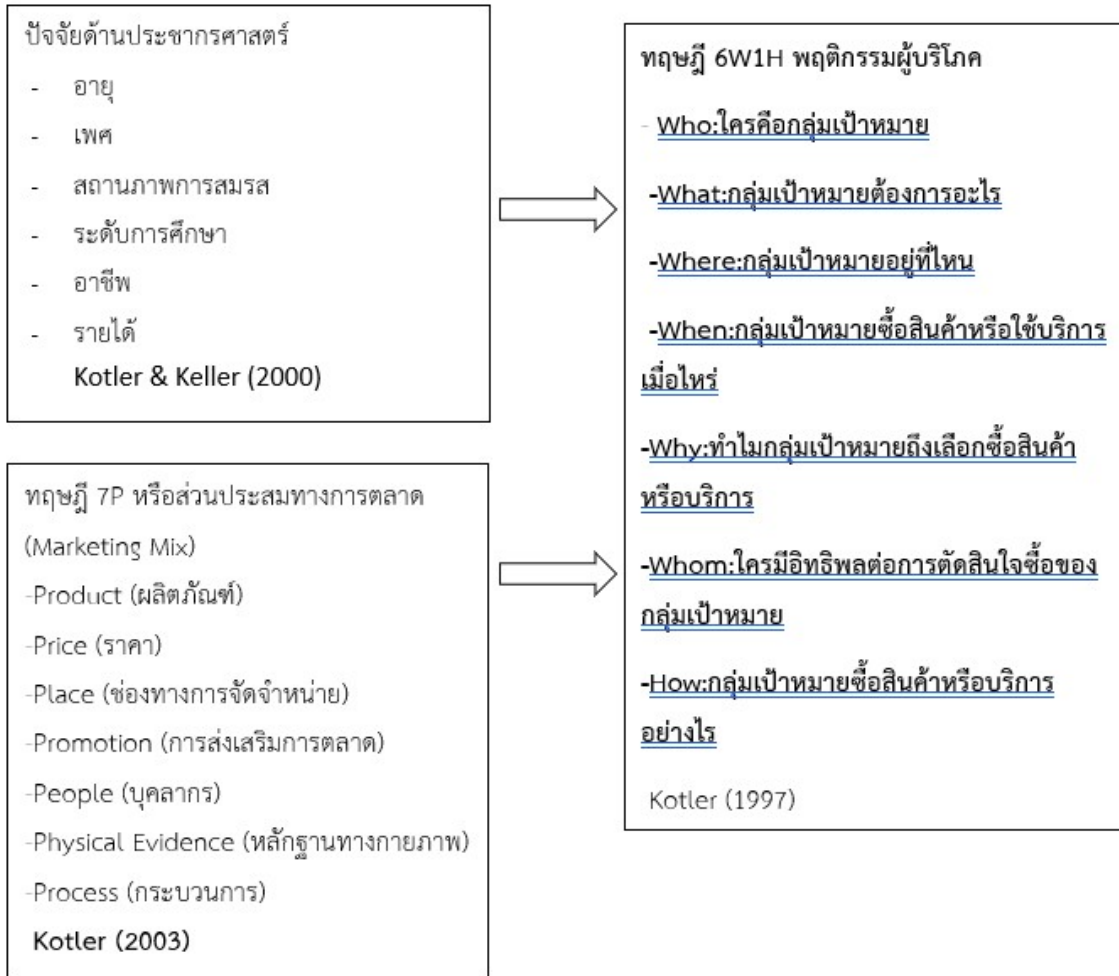 ปัจจัยด้านประชากรศาสตร์
- อายุ
- เพศ
- สถานภาพการสมรส
- ระดับการศึกษา
- อาชีพ
- รายได้
Kotler & Keller (2000)
ทฤษฎี 7P หรือส่วนประสมทางการตลาด
(Marketing Mix)
-Product (ผลิตภัณฑ์)
-Price (ราคา)
-Place (ช่องทางการจัดจำหน่าย)
-Promotion (การส่งเสริมการตลาด)
-People (บุคลากร)
-Physical Evidence (หลักฐานทางกายภาพ)
-Process (กระบวนการ)
Kotler (2003)
ทฤษฎี 6W1H พฤติกรรมผู้บริโภค
- Who:ใครคือกลุ่มเป้าหมาย
-What:กลุ่มเป้าหมายต้องการอะไร
-Where:กลุ่มเป้าหมายอยู่ที่ไหน
-When:กลุ่มเป้าหมายซื้อสินค้าหรือใช้บริการ
เมื่อไหร่
-Why:ทำไมกลุ่มเป้าหมายถึงเลือกซื้อสินค้า
หรือบริการ
-Whom:ใครมีอิทธิพลต่อการตัดสินใจซื้อของ
กลุ่มเป้าหมาย
-How:กลุ่มเป้าหมายซื้อสินค้าหรือบริการ
อย่างไร
Kotler (1997)